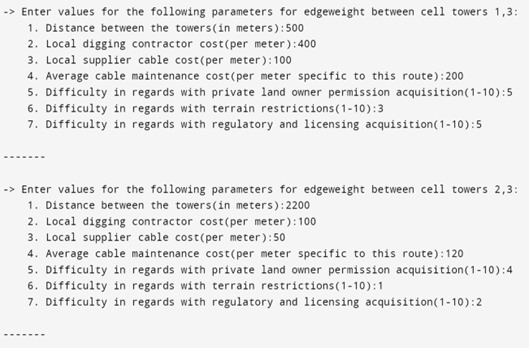 -> Enter values for the following parameters for edgeweight between cell towers 1,3:
1. Distance between the towers(in meters):500
2. Local digging contractor cost(per meter):400
3. Local supplier cable cost(per meter):100
4. Average cable maintenance cost(per meter specific to this route):200
5. Difficulty in regards with private land owner permission acquisition(1-10):5
6. Difficulty in regards with terrain restrictions(1-10):3
7. Difficulty in regards with regulatory and licensing acquisition(1-10):5
-------
-> Enter values for the following parameters for edgeweight between cell towers 2,3:
1. Distance between the towers(in meters):2200
2. Local digging contractor cost(per meter):100
3. Local supplier cable cost(per meter):50
4. Average cable maintenance cost(per meter specific to this route):120
5. Difficulty in regards with private land owner permission acquisition(1-10):4
6. Difficulty in regards with terrain restrictions(1-10):1
7. Difficulty in regards with regulatory and licensing acquisition(1-10):2
-------